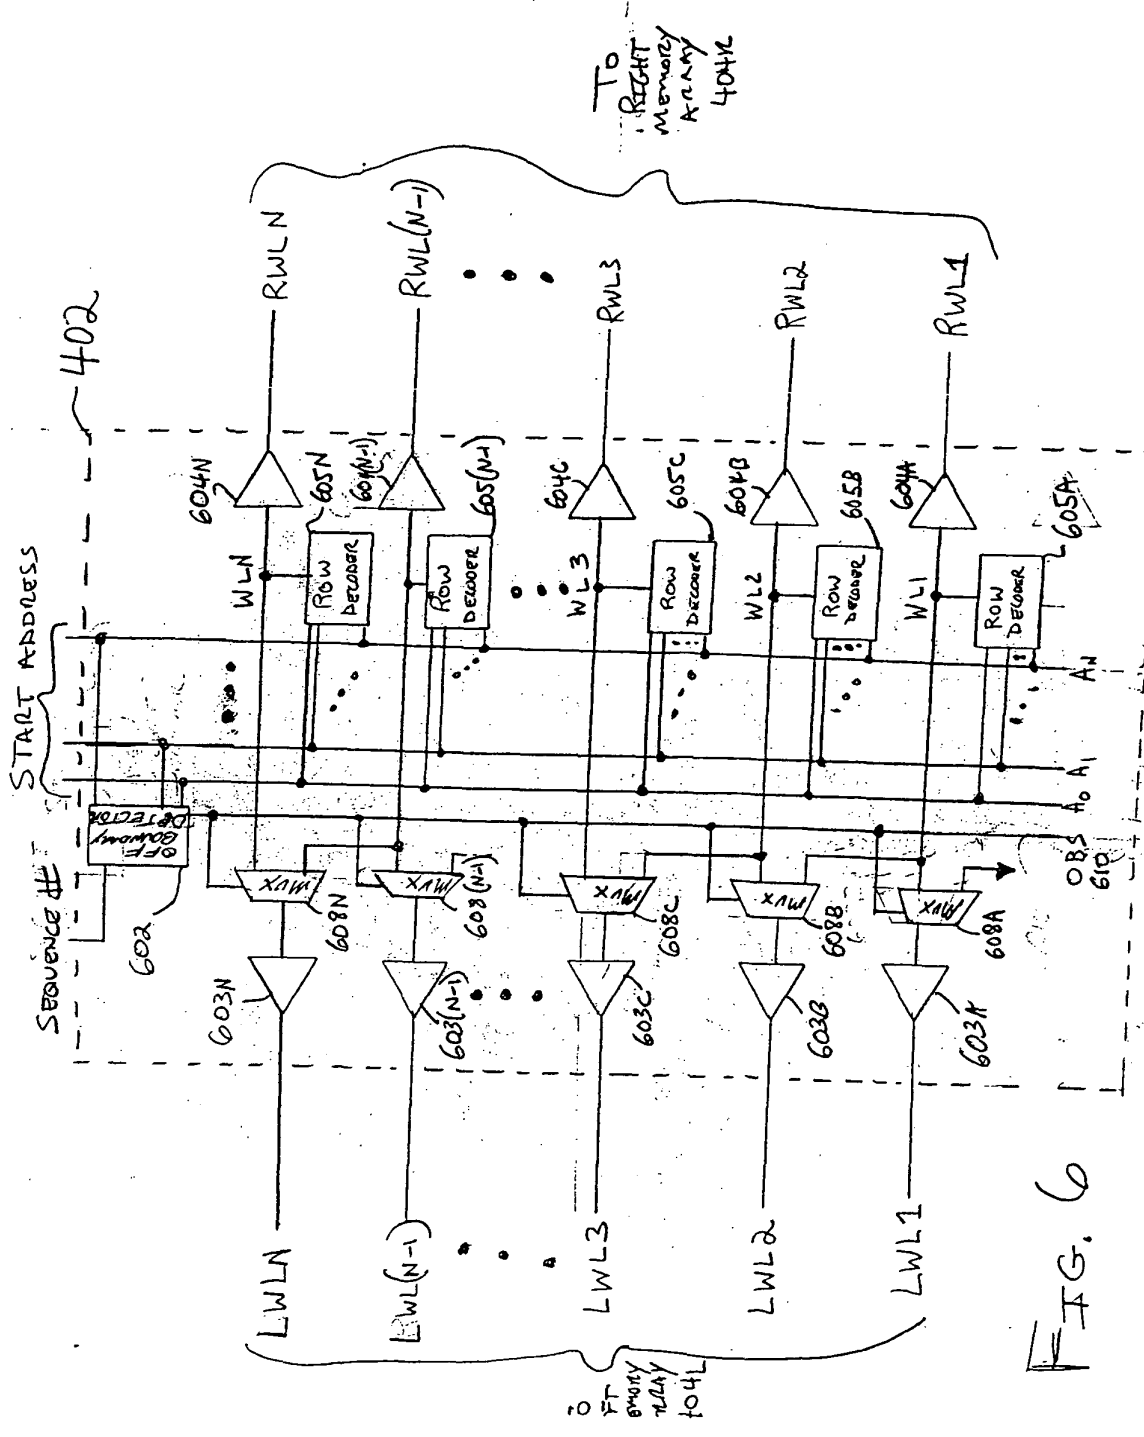 402
START ADDRESS
SEQUENCE #
OFF
BOUNDARY
DETECTOR
602
LWLN
603N
MUX
608N
WLN
ROW
DECODER
605N
604N
RWLN
LWL(N-1)
603(N-1)
MUX
608(N-1)
ROW
DECODER
605(N-1)
604(N-1)
RWL(N-1)
LWL3
603C
MUX
608C
WL3
ROW
DECODER
605C
604C
RWL3
LWL2
603B
MUX
608B
WL2
ROW
DECODER
605B
604B
RWL2
LWL1
603A
MUX
608A
WL1
ROW
DECODER
605A
604A
RWL1
OBS
610
A0
A1
AN
TO
RIGHT
MEMORY
ARRAY
404R
FIG. 6